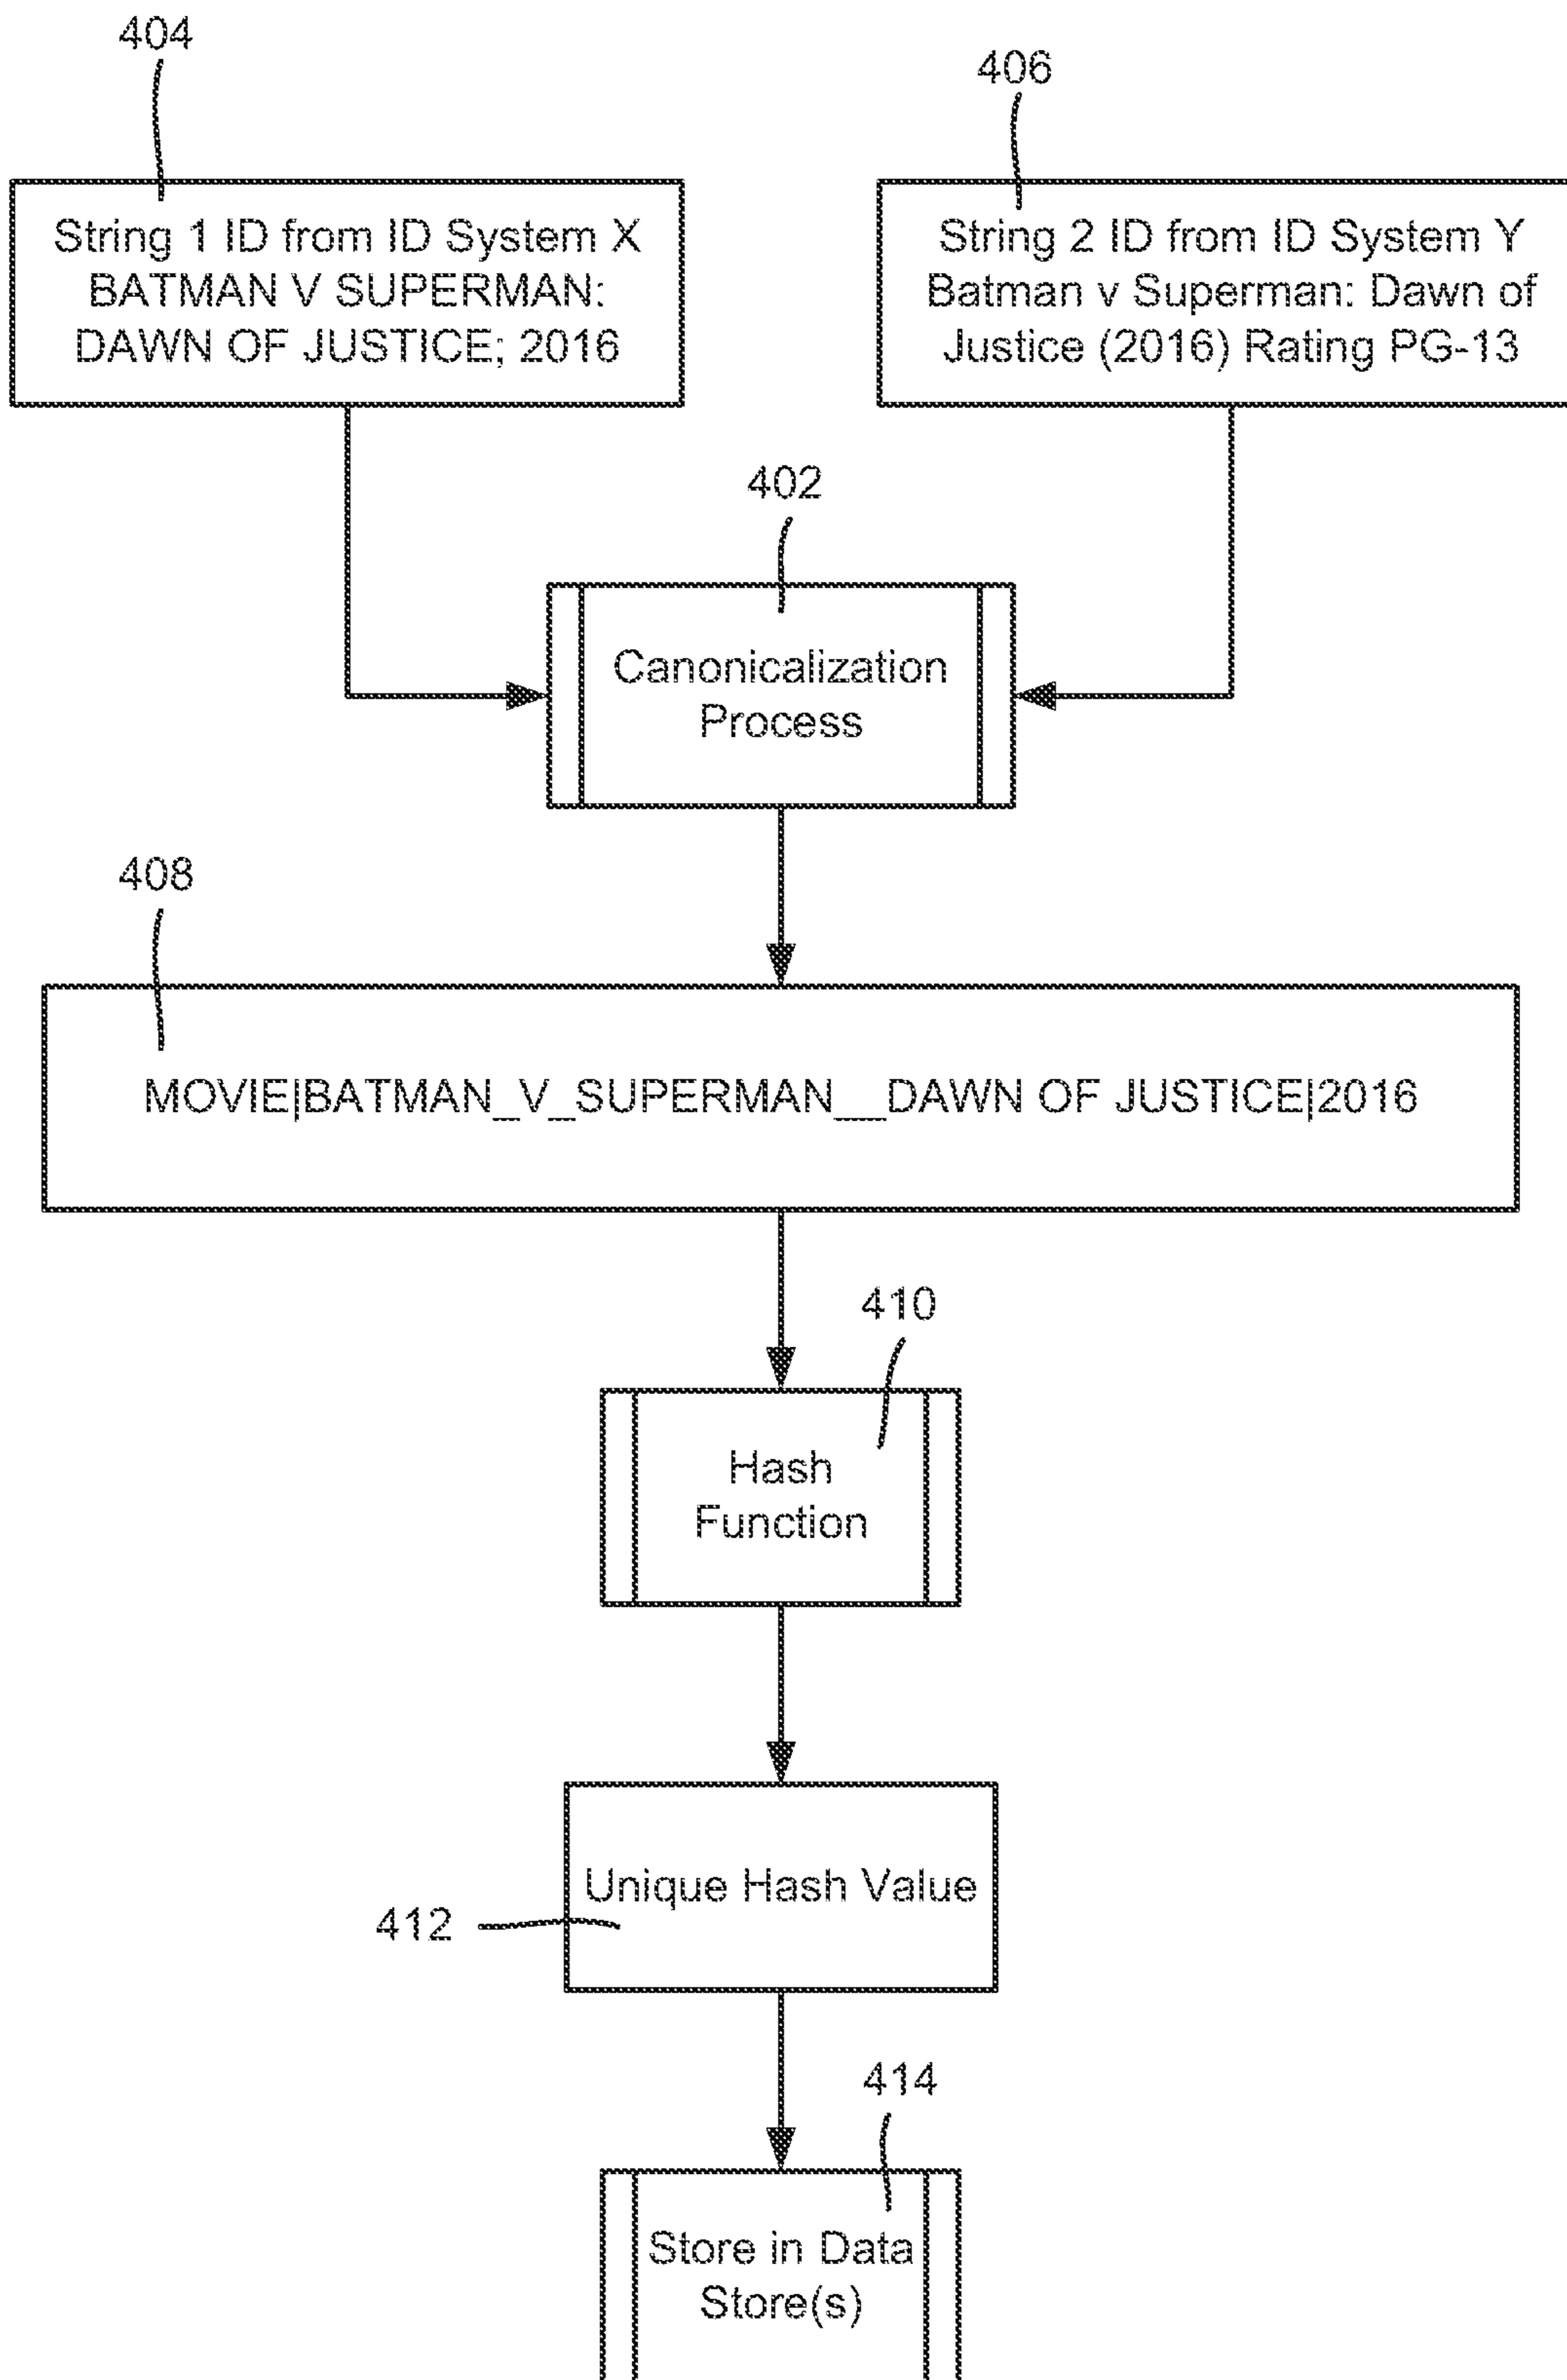 404
406
String 1 ID from ID System X
BATMAN V SUPERMAN:
DAWN OF JUSTICE; 2016
String 2 ID from ID System Y
Batman v Superman: Dawn of
Justice (2016) Rating PG-13
402
Canonicalization
Process
408
MOVIE|BATMAN_V_SUPERMAN__DAWN OF JUSTICE|2016
410
Hash
Function
Unique Hash Value
412
414
Store in Data
Store(s)